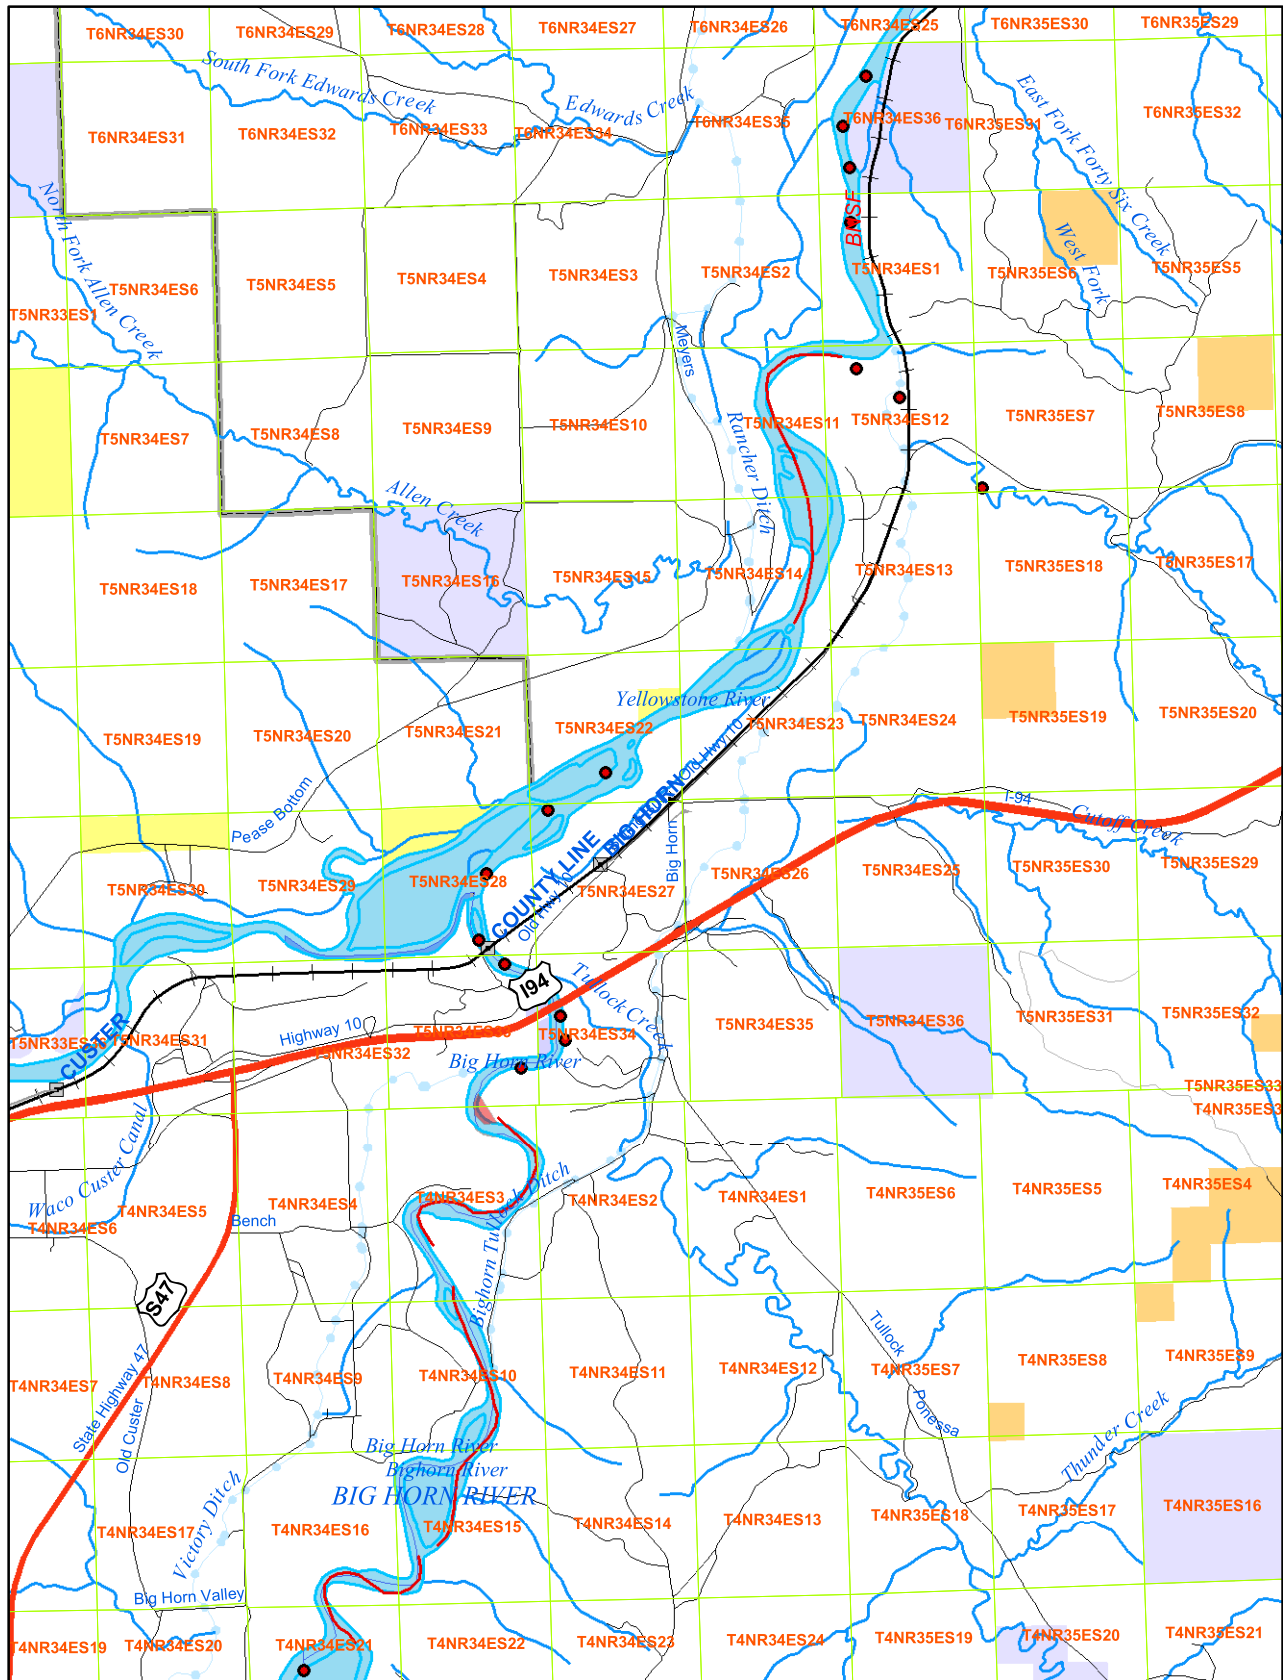 T6NR34ES30
T6NR34ES29
T6NR34ES28
T6NR34ES27
T6NR34ES26
T6NR34ES25
T6NR35ES30
T6NR35ES29
South Fork Edwards Creek
Edwards Creek
East Fork Forty Six Creek
T6NR34ES31
T6NR34ES32
T6NR34ES33
T6NR34ES34
T6NR34ES35
T6NR34ES36
T6NR35ES31
T6NR35ES32
North Fork Allen Creek
BNSF
West Fork
T5NR33ES1
T5NR34ES6
T5NR34ES5
T5NR34ES4
T5NR34ES3
T5NR34ES2
T5NR34ES1
T5NR35ES6
T5NR35ES5
Meyers
T5NR34ES7
T5NR34ES8
T5NR34ES9
T5NR34ES10
T5NR34ES11
T5NR34ES12
T5NR35ES7
T5NR35ES8
Rancher Ditch
Allen Creek
T5NR34ES18
T5NR34ES17
T5NR34ES16
T5NR34ES15
T5NR34ES14
T5NR34ES13
T5NR35ES18
T5NR35ES17
Yellowstone River
T5NR34ES19
T5NR34ES20
T5NR34ES21
T5NR34ES22
T5NR34ES23
T5NR34ES24
T5NR35ES19
T5NR35ES20
Old Hwy 10
BIG HORN
Pease Bottom
I-94
Cutoff Creek
COUNTY LINE
Old Hwy 10
Big Horn
T5NR34ES30
T5NR34ES29
T5NR34ES28
T5NR34ES27
T5NR34ES26
T5NR34ES25
T5NR35ES30
T5NR35ES29
I94
Tullock Creek
CUSTER
Highway 10
T5NR34ES31
T5NR34ES32
T5NR34ES33
T5NR34ES34
T5NR34ES35
T5NR34ES36
T5NR35ES31
T5NR35ES32
Big Horn River
T5NR35ES33
T4NR35ES3
Waco Custer Canal
Bighorn Tullock Ditch
T4NR34ES6
T4NR34ES5
T4NR34ES4
T4NR34ES3
T4NR34ES2
T4NR34ES1
T4NR35ES6
T4NR35ES5
T4NR35ES4
Bench
S47
Tullock
T4NR34ES7
T4NR34ES8
T4NR34ES9
T4NR34ES10
T4NR34ES11
T4NR34ES12
T4NR35ES7
T4NR35ES8
T4NR35ES9
State Highway 47
Old Custer
Ponessa
Thunder Creek
Big Horn River
Bighorn River
BIG HORN RIVER
Victory Ditch
T4NR34ES17
T4NR34ES16
T4NR34ES15
T4NR34ES14
T4NR34ES13
T4NR35ES18
T4NR35ES17
T4NR35ES16
Big Horn Valley
T4NR34ES19
T4NR34ES20
T4NR34ES21
T4NR34ES22
T4NR34ES23
T4NR34ES24
T4NR35ES19
T4NR35ES20
T4NR35ES21